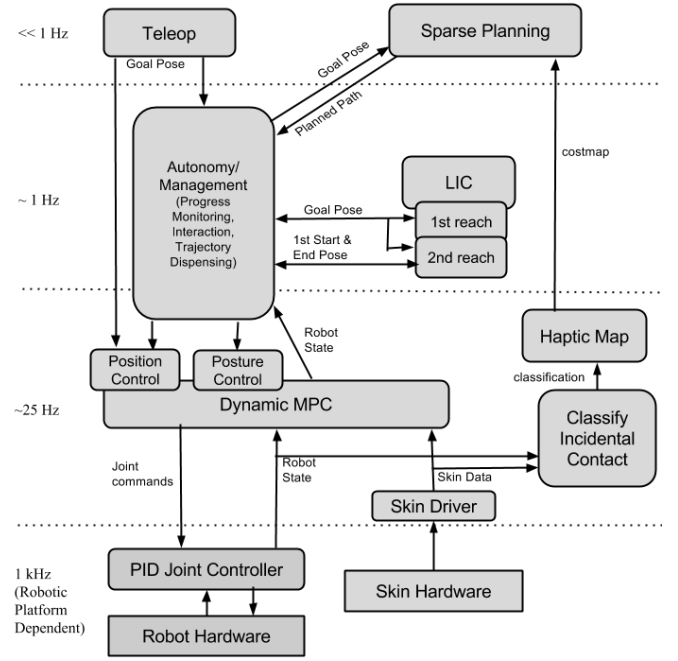 << 1 Hz
Teleop
Sparse Planning
Goal Pose
Goal Pose
Planned Path
costmap
~ 1 Hz
Autonomy/
Management
(Progress
Monitoring,
Interaction,
Trajectory
Dispensing)
LIC
Goal Pose
1st reach
1st Start &
End Pose
2nd reach
Robot
State
Haptic Map
Position
Control
Posture
Control
classification
~25 Hz
Dynamic MPC
Classify
Incidental
Contact
Joint
commands
Robot
State
Skin Data
Skin Driver
1 kHz
(Robotic
Platform
Dependent)
PID Joint Controller
Skin Hardware
Robot Hardware